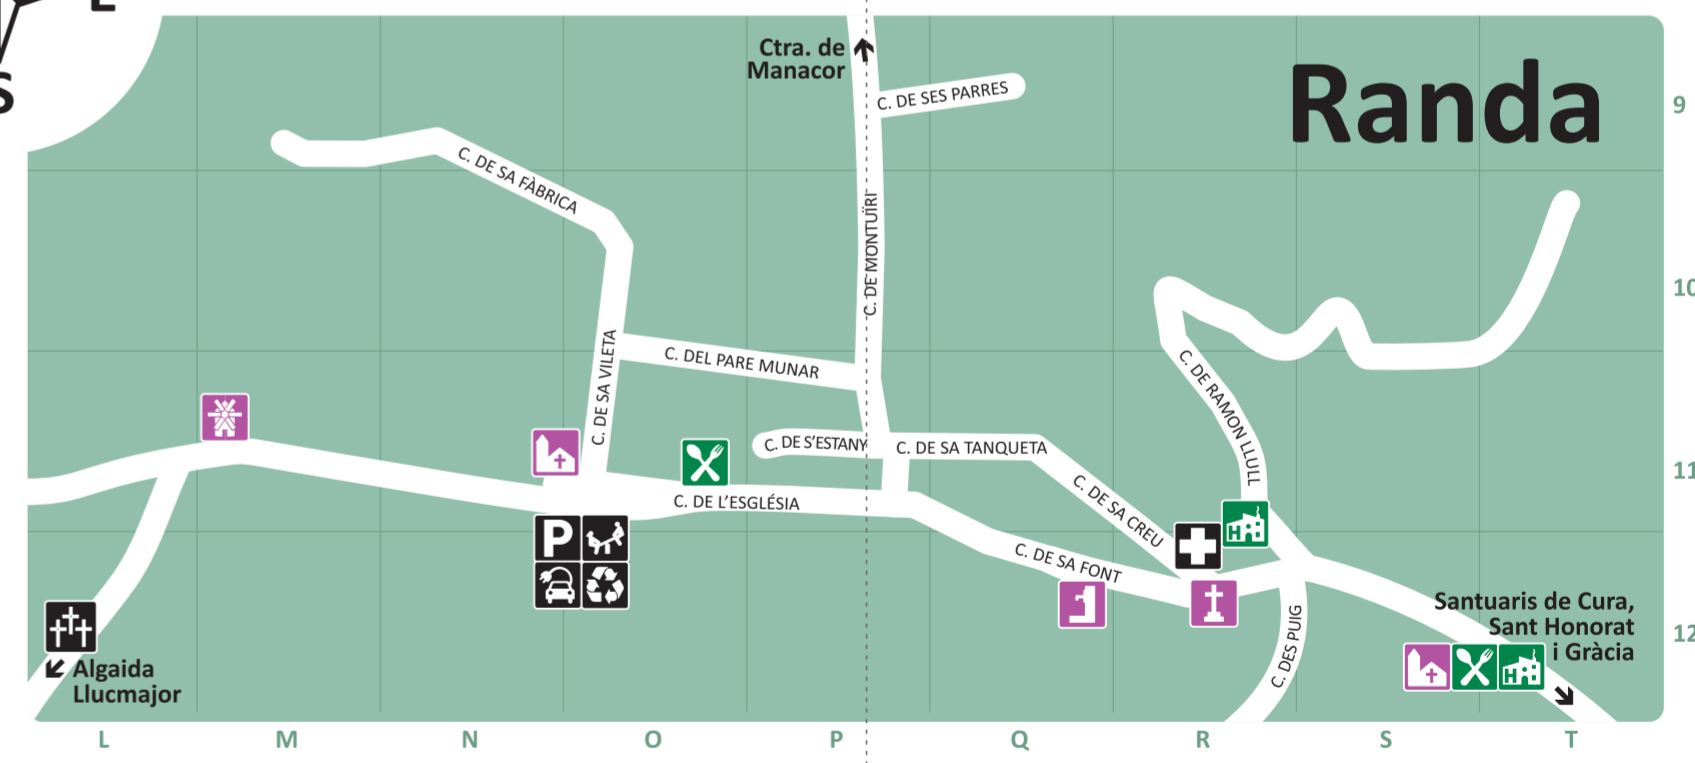 E
S
Randa
Ctra. de
Manacor
C. DE SES PARRES
C. DE SA FÀBRICA
C. DE MONTUÏRI
C. DE SA VILETA
C. DEL PARE MUNAR
C. DE S'ESTANY
C. DE SA TANQUETA
C. DE RAMON LLULL
C. DE L'ESGLÉSIA
C. DE SA CREU
C. DE SA FONT
C. DES PUIG
P
H
Santuaris de Cura,
Sant Honorat
i Gràcia
H
Algaida
Llucmajor
9
10
11
12
L M N O P Q R S T